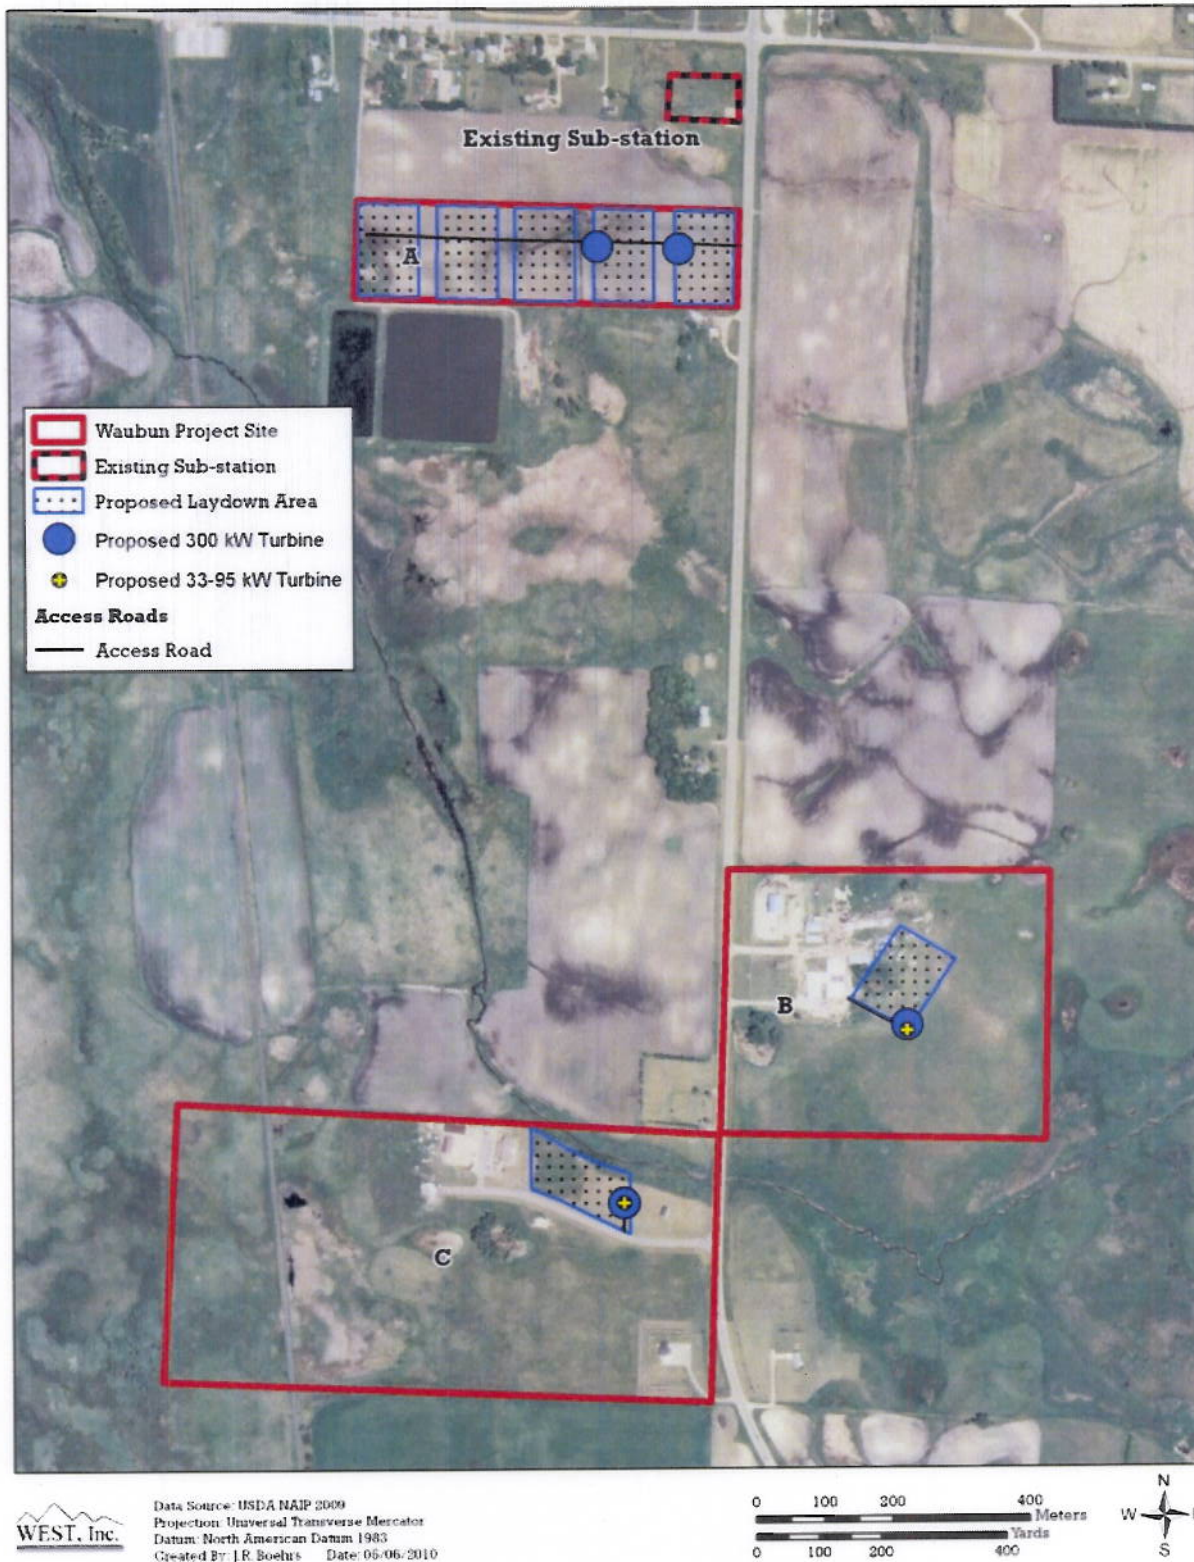 Existing Sub-station
A
Waubun Project Site
Existing Sub-station
Proposed Laydown Area
Proposed 300 kW Turbine
Proposed 33-95 kW Turbine
Access Roads
Access Road
B
C
WEST, Inc.
Data Source: USDA NAIP 2009
Projection: Universal Transverse Mercator
Datum: North American Datum 1983
Created By: J.R. Boehrs Date: 05/06/2010
0 100 200 400
Meters
Yards
0 100 200 400
N
W
S